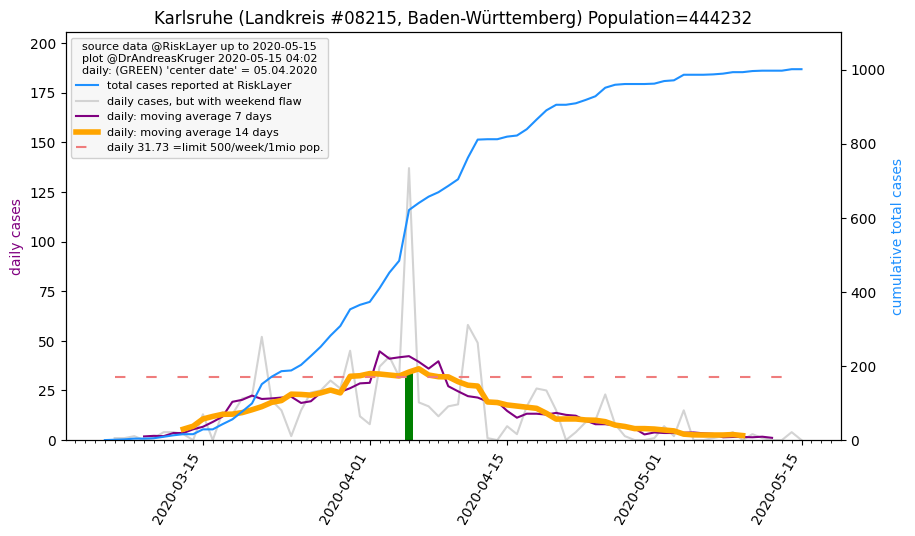 Karlsruhe (Landkreis #08215, Baden-Württemberg) Population=444232
source data @RiskLayer up to 2020-05-15
plot @DrAndreasKruger 2020-05-15 04:02
daily: (GREEN) 'center date' = 05.04.2020
total cases reported at RiskLayer
daily cases, but with weekend flaw
daily: moving average 7 days
daily: moving average 14 days
daily 31.73 =limit 500/week/1mio pop.
daily cases
200
175
150
125
100
75
50
25
0
cumulative total cases
1000
800
600
400
200
0
2020-03-15
2020-04-01
2020-04-15
2020-05-01
2020-05-15